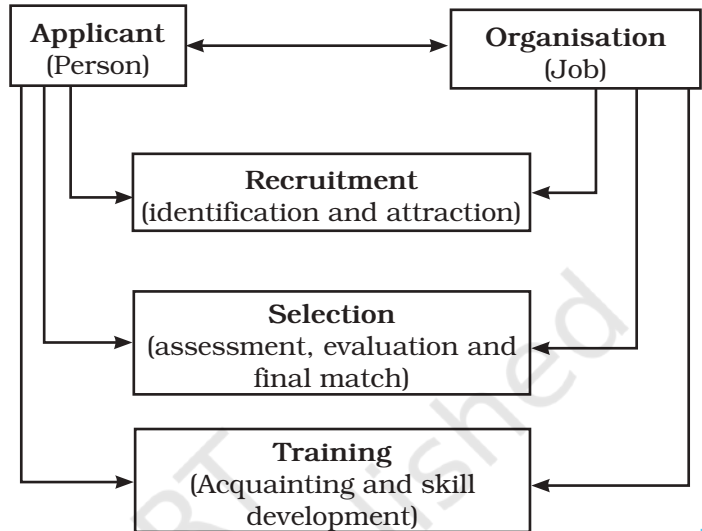 Applicant
(Person)
Organisation
(Job)
Recruitment
(identification and attraction)
Selection
(assessment, evaluation and
final match)
Training
(Acquainting and skill
development)